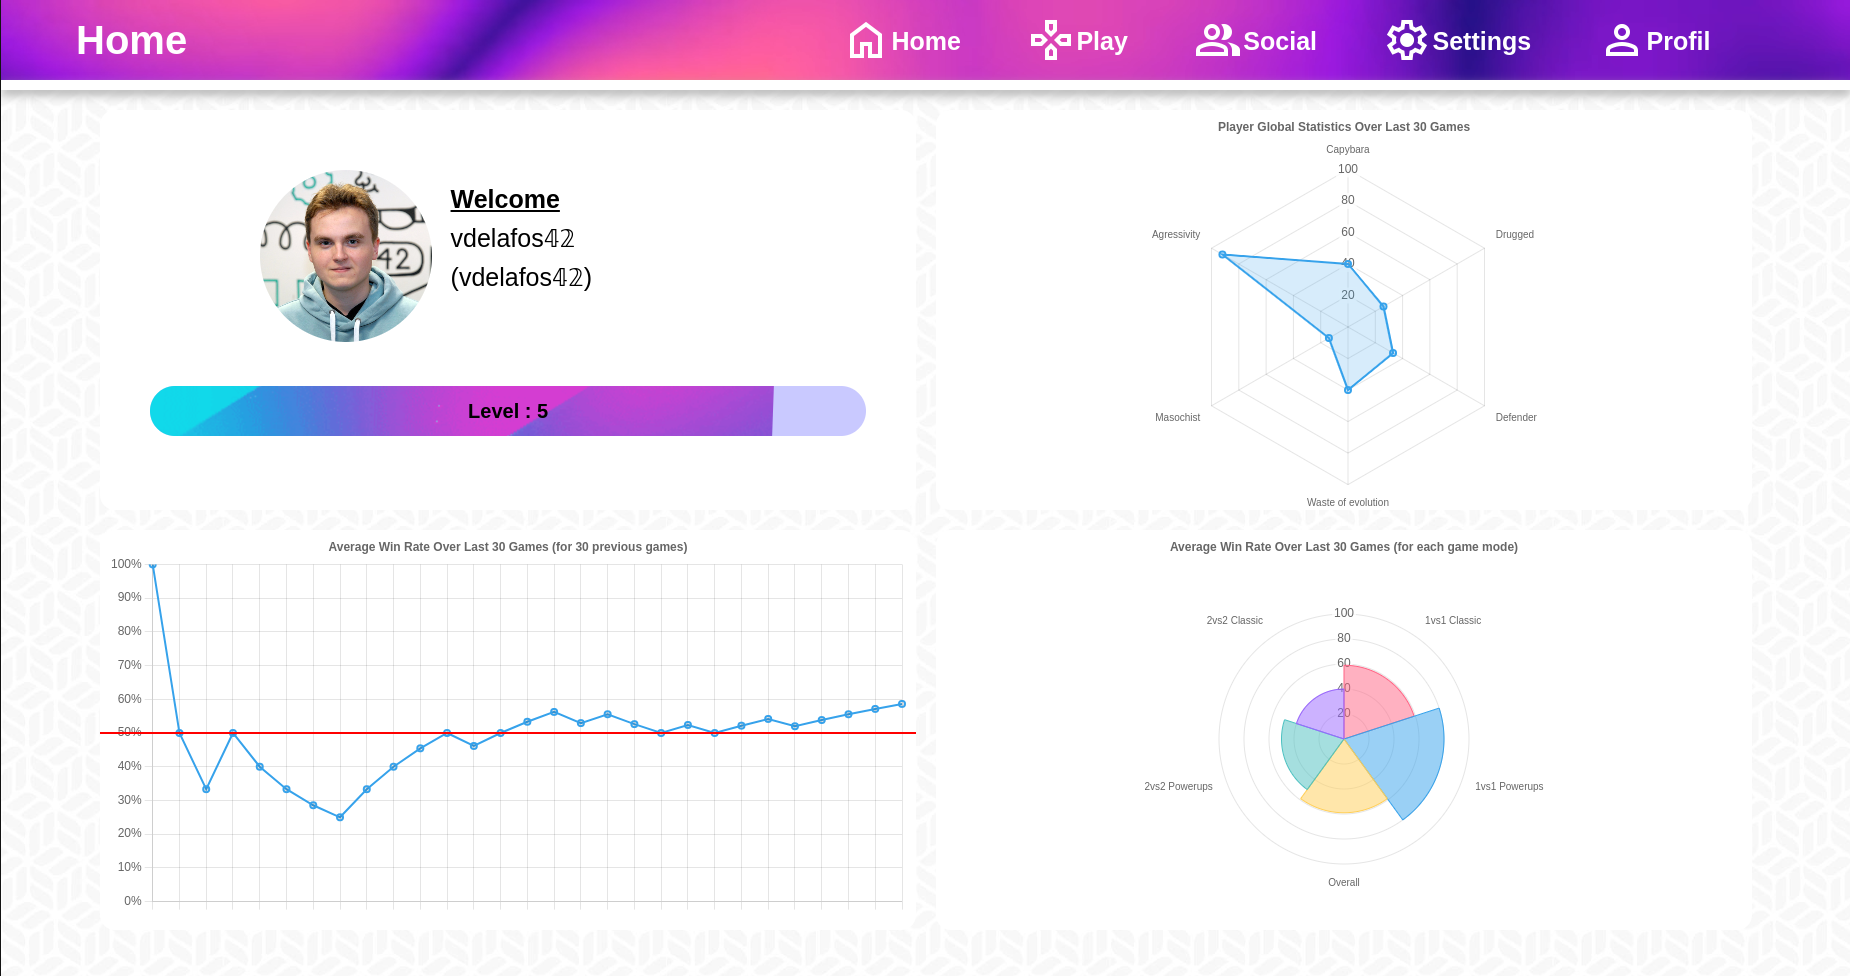 Home
Home
Play
Social
Settings
Profil
Welcome
vdelafos𝟜𝟚
(vdelafos𝟜𝟚)
42
Level : 5
Player Global Statistics Over Last 30 Games
Capybara
100
80
60
40
20
Agressivity
Drugged
Masochist
Defender
Waste of evolution
Average Win Rate Over Last 30 Games (for 30 previous games)
100%
90%
80%
70%
60%
50%
40%
30%
20%
10%
0%
Average Win Rate Over Last 30 Games (for each game mode)
100
80
60
40
20
2vs2 Classic
1vs1 Classic
2vs2 Powerups
1vs1 Powerups
Overall